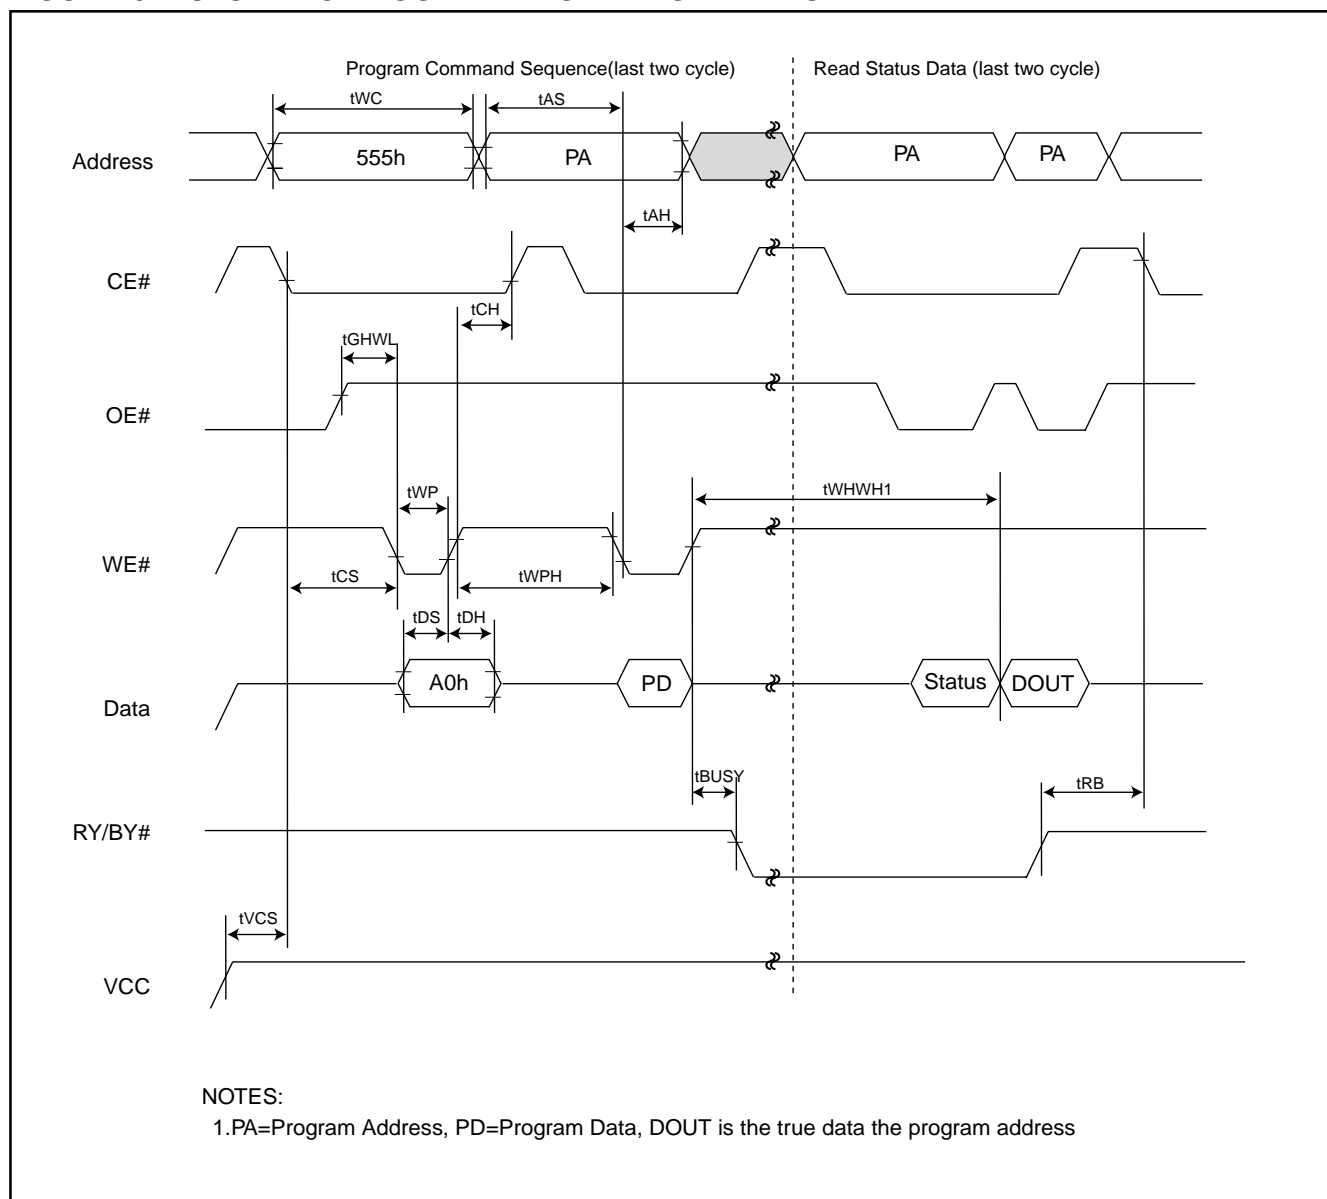 Program Command Sequence(last two cycle)
Read Status Data (last two cycle)
tWC
tAS
Address
555h
PA
PA
PA
tAH
CE#
tCH
tGHWL
OE#
tWP
tWHWH1
WE#
tCS
tWPH
tDS
tDH
Data
A0h
PD
Status
DOUT
tBUSY
tRB
RY/BY#
tVCS
VCC
NOTES:
1.PA=Program Address, PD=Program Data, DOUT is the true data the program address